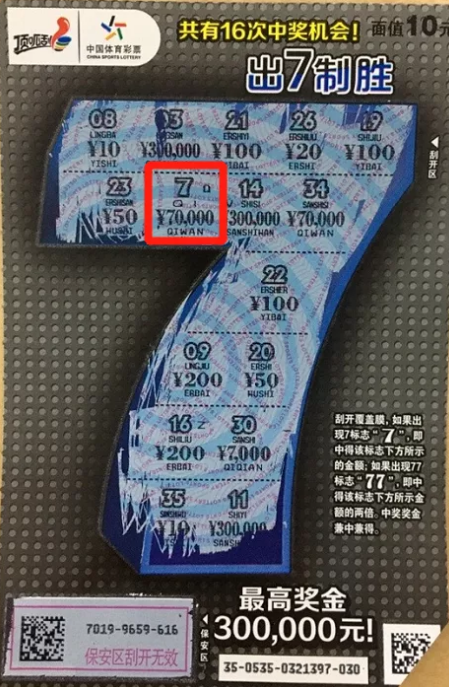 顶呱刮
中国体育彩票
CHINA SPORTS LOTTERY
共有16次中奖机会！
面值10元
出7制胜
08 03 21 26 19
LINGBA LINGSAN ERSHIYI ERSHILIU SHIJIU
¥10 ¥300,000 ¥100 ¥20 ¥100
YISHI YIBAI ERSHI YIBAI
23 7 14 34
ERSHISAN QI SHISI SANSHISI
¥50 ¥70,000 ¥300,000 ¥70,000
WUSHI QIWAN SANSHIWAN QIWAN
22
ERSHIER
¥100
YIBAI
09 20
LINGJIU ERSHI
¥200 ¥50
ERBAI WUSHI
16 30
SHILIU SANSHI
¥200 ¥7,000
ERBAI QIQIAN
35 11
SHIYI
¥10 ¥300,000
刮开区
刮开覆盖膜，如果出
现7标志“7”，即
中得该标志下方所示
的金额；如果出现77
标志“77”，即中
得该标志下方所示金
额的两倍。中奖奖金
兼中兼得。
最高奖金
300,000元！
7019-9659-616
保安区刮开无效
保安区
35-0535-0321397-030